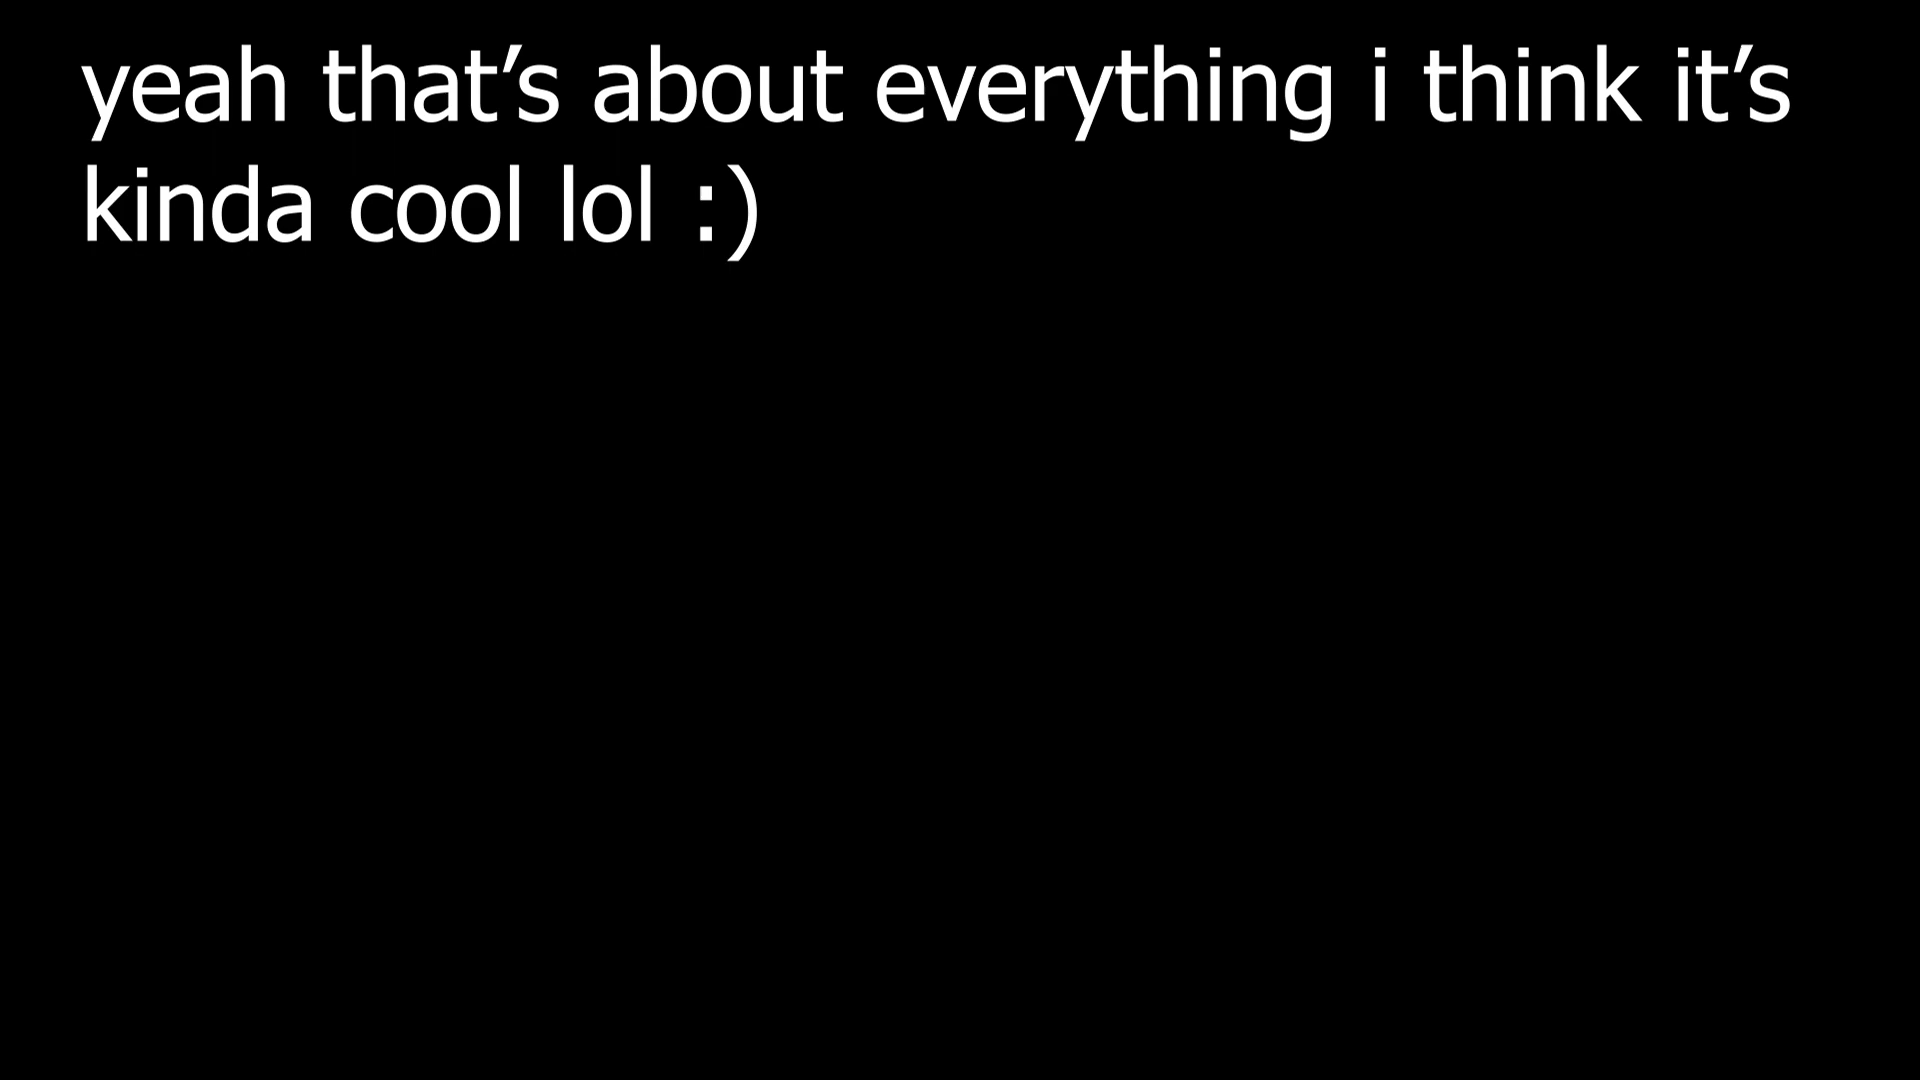 yeah that’s about everything i think it’s
kinda cool lol :)